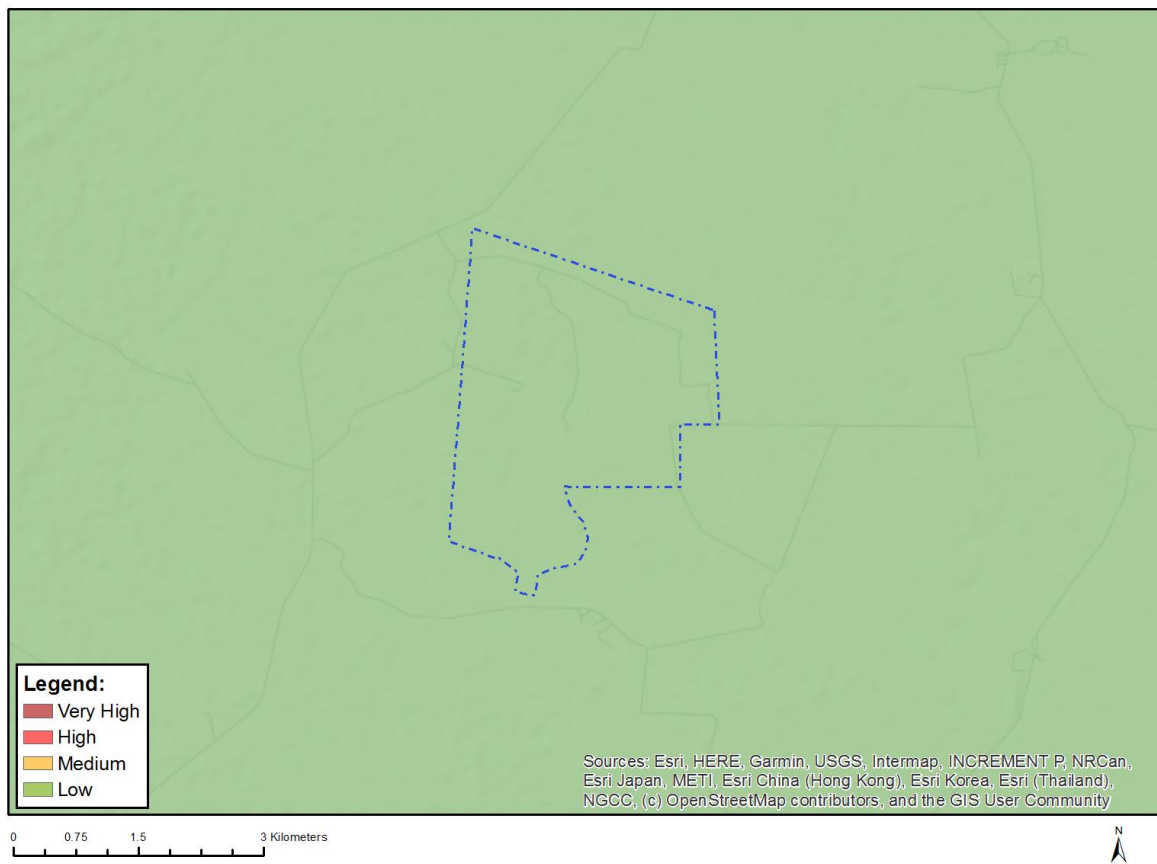 Legend:
Very High
High
Medium
Low
Sources: Esri, HERE, Garmin, USGS, Intermap, INCREMENT P, NRCan,
Esri Japan, METI, Esri China (Hong Kong), Esri Korea, Esri (Thailand),
NGCC, (c) OpenStreetMap contributors, and the GIS User Community
0 0.75 1.5 3 Kilometers
N